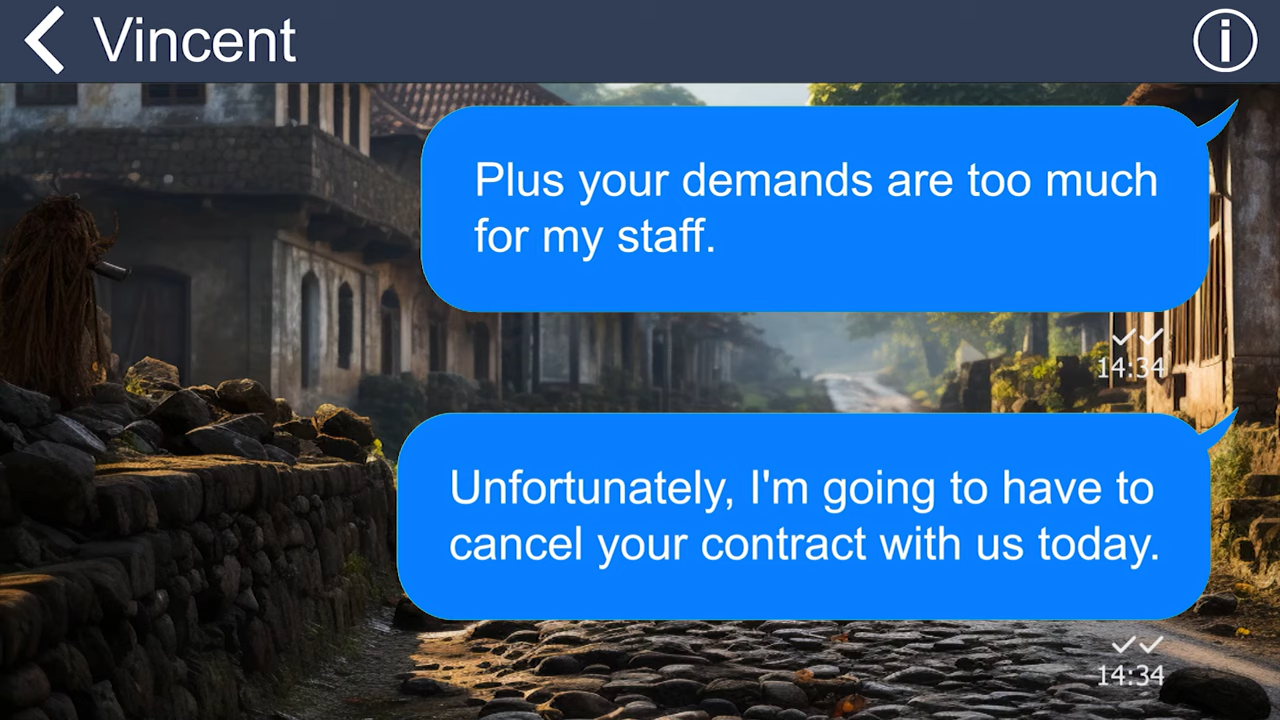 Vincent
Plus your demands are too much
for my staff.
14:34
Unfortunately, I'm going to have to
cancel your contract with us today.
14:34